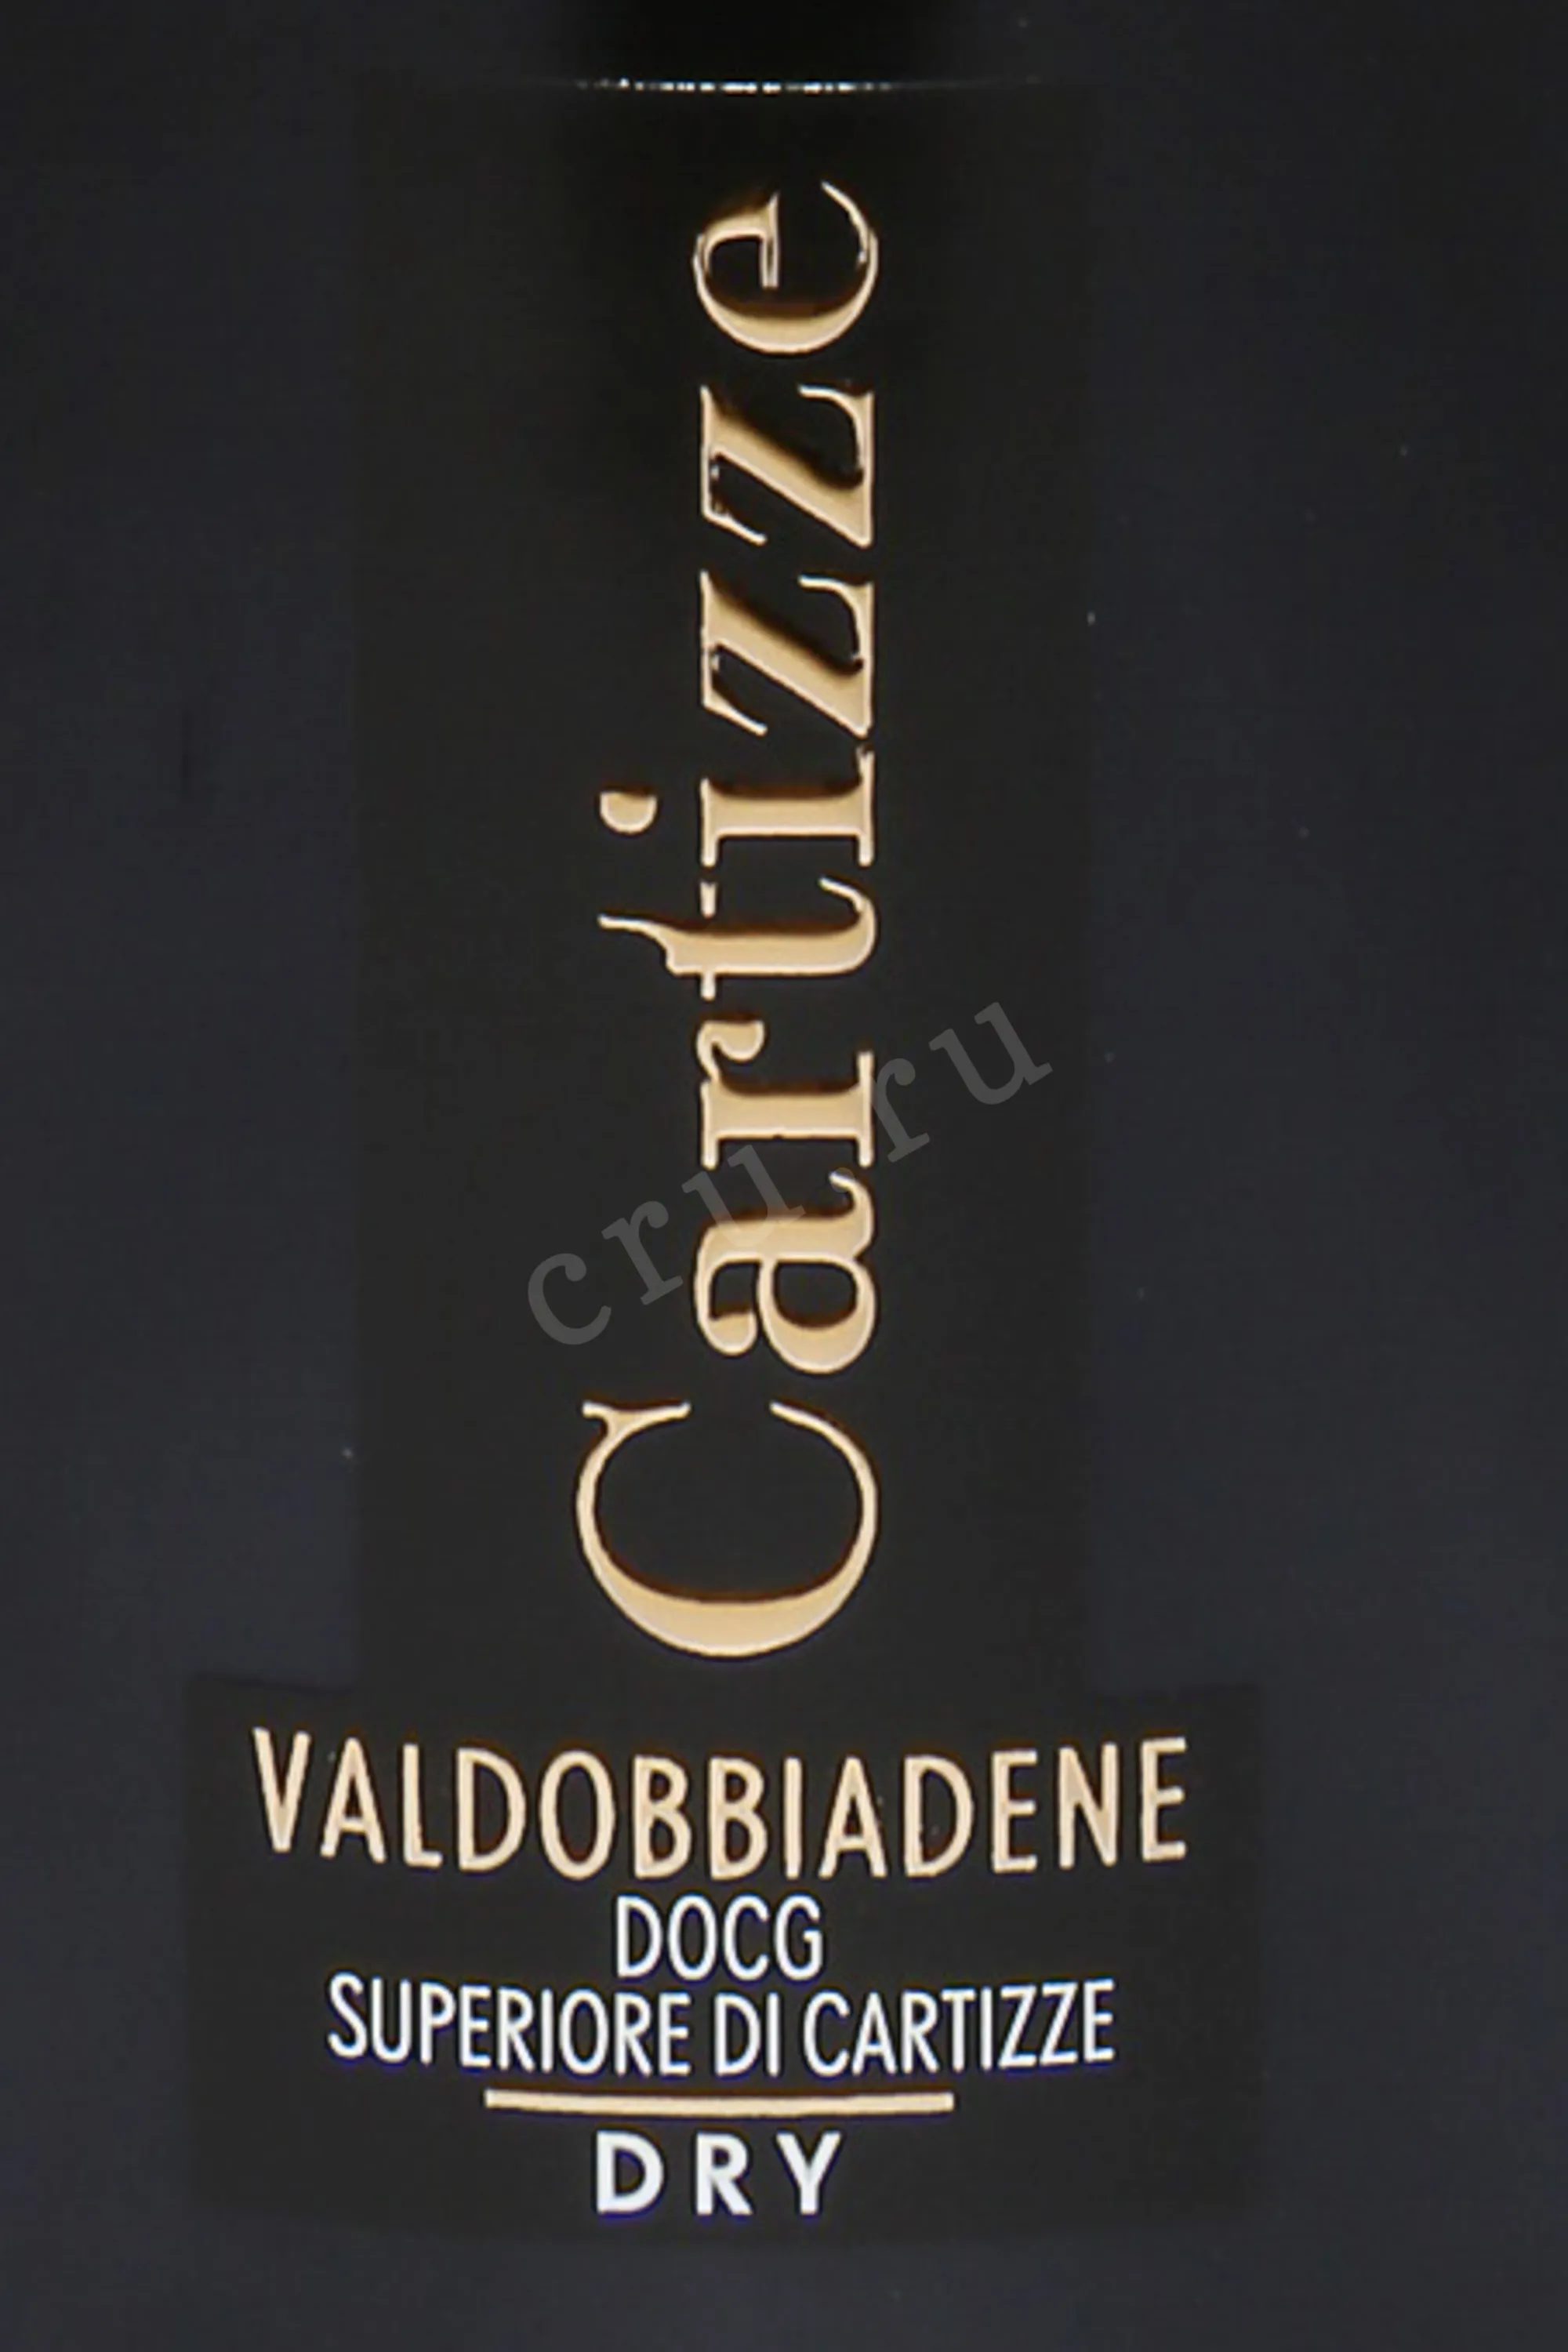 Cartizze
cru.ru
VALDOBBIADENE
DOCG
SUPERIORE DI CARTIZZE
DRY